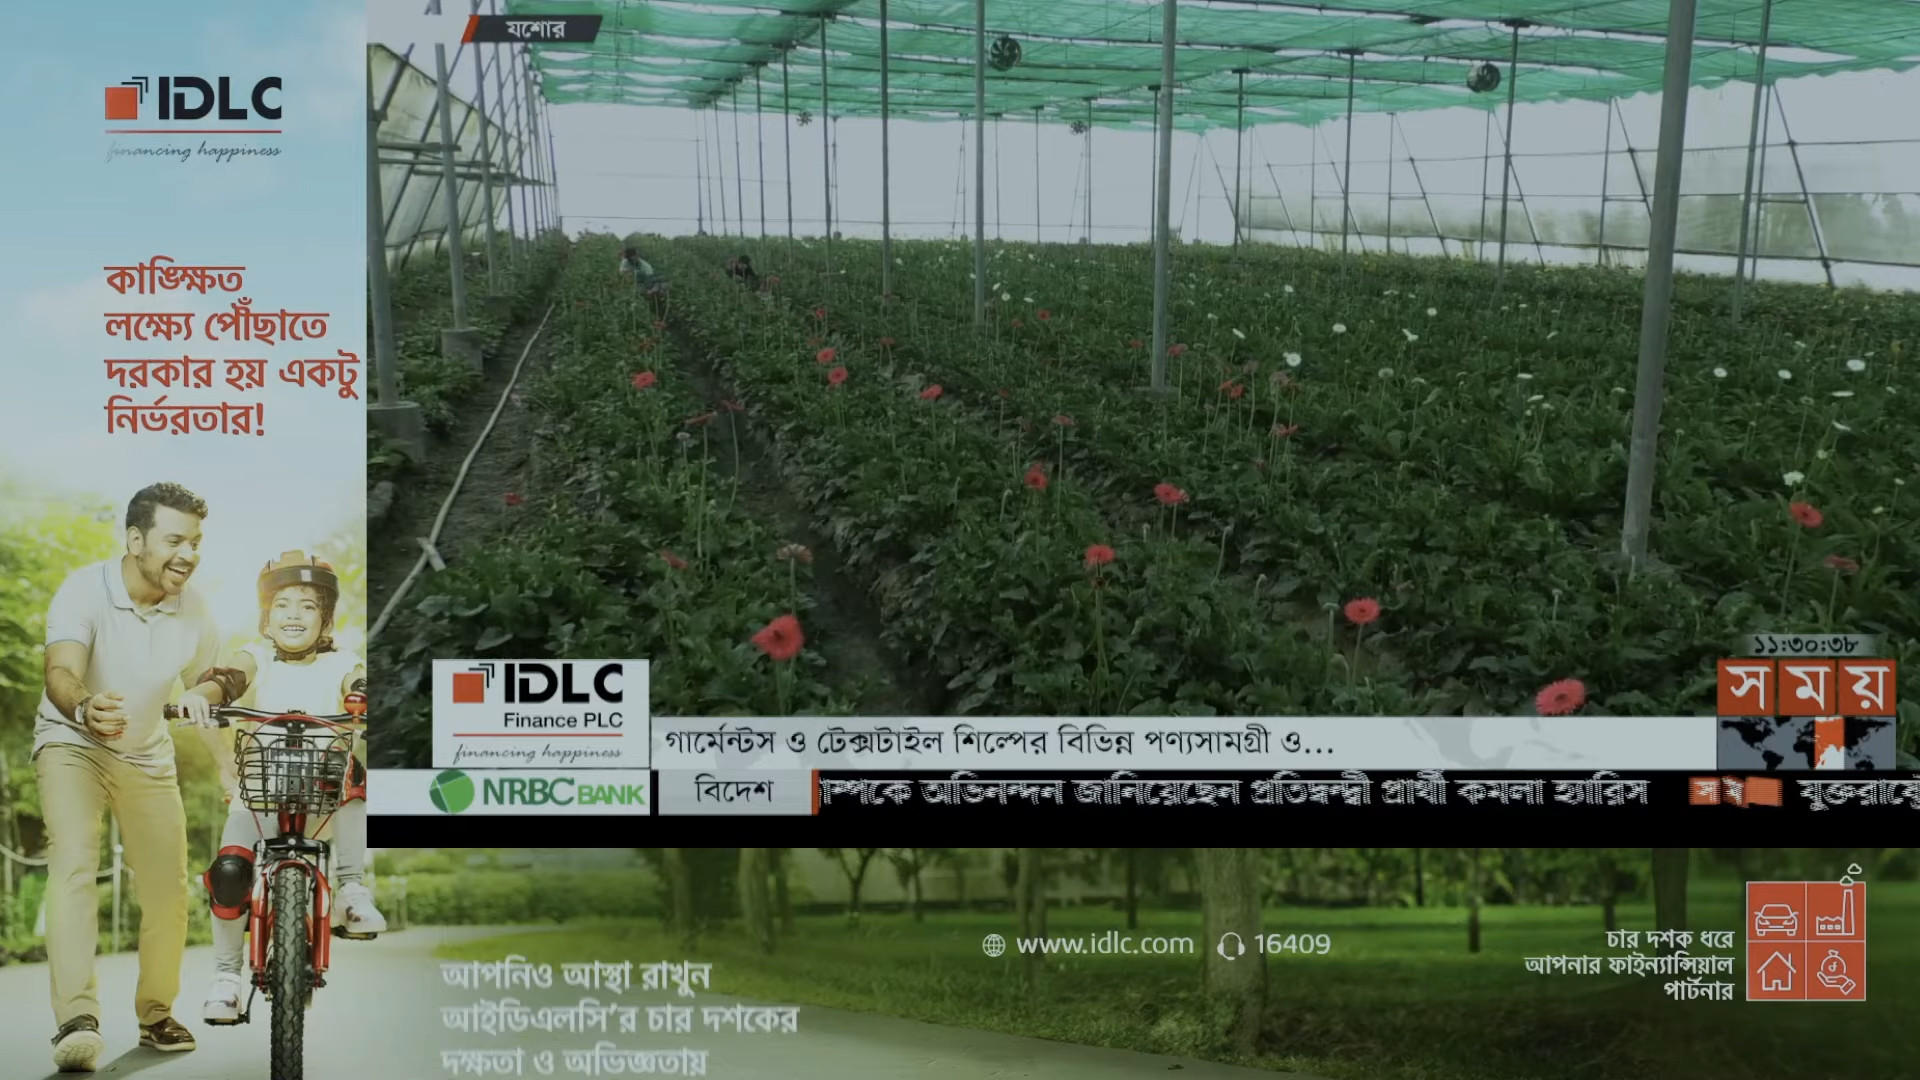 যশোর
IDLC
financing happiness
কাঙ্ক্ষিত
লক্ষ্যে পৌঁছাতে
দরকার হয় একটু
নির্ভরতার!
১১:৩০:৩৮
সময়
IDLC
Finance PLC
financing happiness
গার্মেন্টস ও টেক্সটাইল শিল্পের বিভিন্ন পণ্যসামগ্রী ও...
NRBC BANK
বিদেশ
ম্পকে অভিনন্দন জানিয়েছেন প্রতিদ্বন্দ্বী প্রার্থী কমলা হ্যারিস
www.idlc.com 16409
চার দশক ধরে
আপনার ফাইন্যান্সিয়াল
পার্টনার
আপনিও আস্থা রাখুন
আইডিএলসি'র চার দশকের
দক্ষতা ও অভিজ্ঞতায়